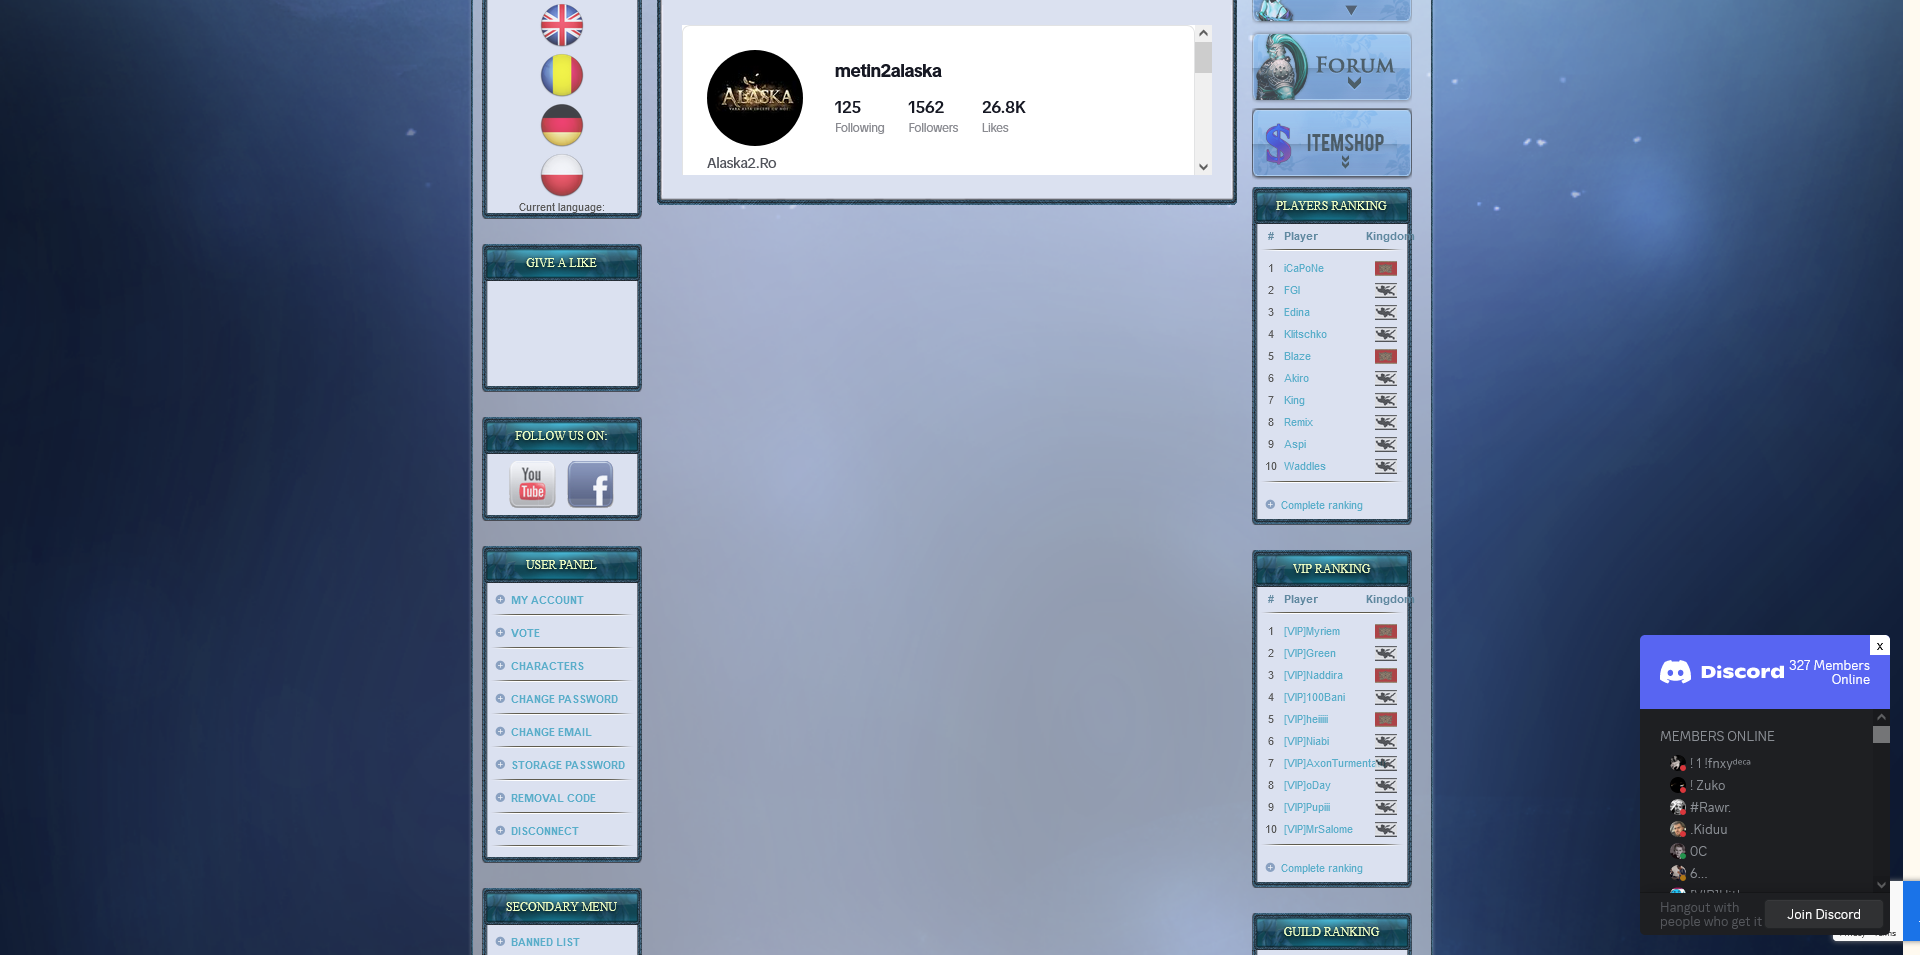 Current language:
GIVE A LIKE
FOLLOW US ON:
You
Tube
f
USER PANEL
MY ACCOUNT
VOTE
CHARACTERS
CHANGE PASSWORD
CHANGE EMAIL
STORAGE PASSWORD
REMOVAL CODE
DISCONNECT
SECONDARY MENU
BANNED LIST
ALASKA
metin2alaska
125 1562 26.8K
Following Followers Likes
Alaska2.Ro
FORUM
$ ITEMSHOP
PLAYERS RANKING
# Player Kingdom
1 iCaPoNe
2 FGI
3 Edina
4 Klitschko
5 Blaze
6 Akiro
7 King
8 Remix
9 Aspi
10 Waddles
Complete ranking
VIP RANKING
# Player Kingdom
1 [VIP]Myriem
2 [VIP]Green
3 [VIP]Naddira
4 [VIP]100Bani
5 [VIP]heiiiii
6 [VIP]Niabi
7 [VIP]AxonTurmenta
8 [VIP]oDay
9 [VIP]Pupiii
10 [VIP]MrSalome
Complete ranking
GUILD RANKING
x
Discord 327 Members
Online
MEMBERS ONLINE
! 1 !fnxyᵈᵉᶜᵃ
! Zuko
#Rawr.
.Kiduu
0C
6...
Hangout with
people who get it
Join Discord